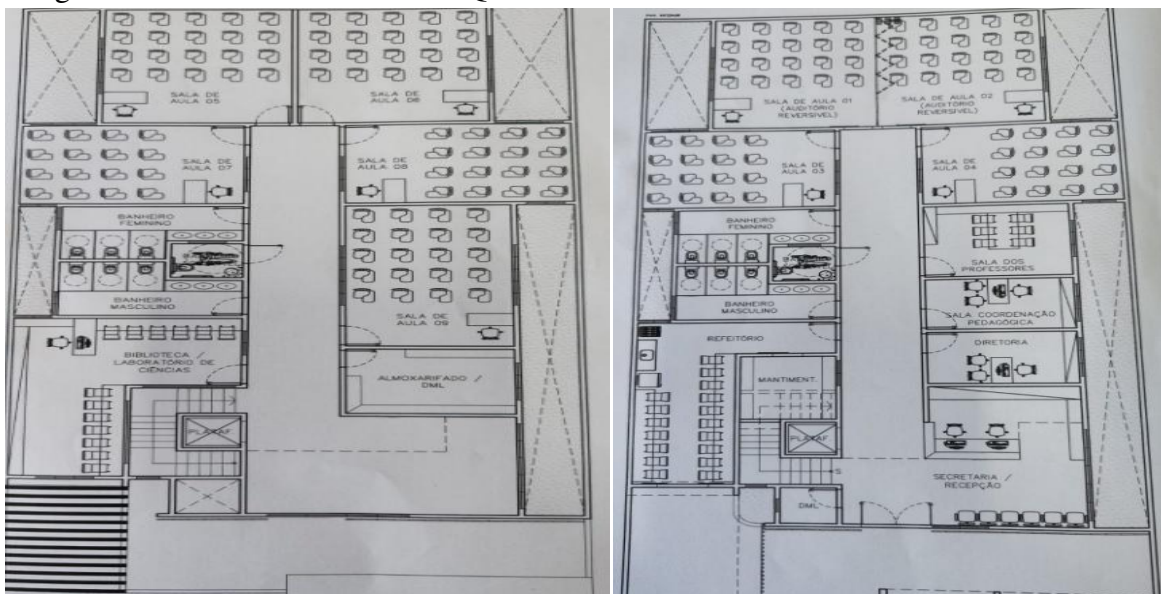 SALA DE
AULA 05
SALA DE
AULA 06
SALA DE
AULA 07
SALA DE
AULA 08
BANHEIRO
FEMININO
BANHEIRO
MASCULINO
SALA DE
AULA 09
BIBLIOTECA /
LABORATÓRIO DE
CIÊNCIAS
ALMOXARIFADO /
DML
PLATAF.
SALA DE AULA 01
(AUDITÓRIO
REVERSÍVEL)
SALA DE AULA 02
(AUDITÓRIO
REVERSÍVEL)
SALA DE
AULA 03
SALA DE
AULA 04
BANHEIRO
FEMININO
SALA DOS
PROFESSORES
BANHEIRO
MASCULINO
SALA COORDENAÇÃO
PEDAGÓGICA
REFEITÓRIO
DIRETORIA
MANTIMENT.
PLATAF.
S
SECRETARIA /
RECEPÇÃO
DML